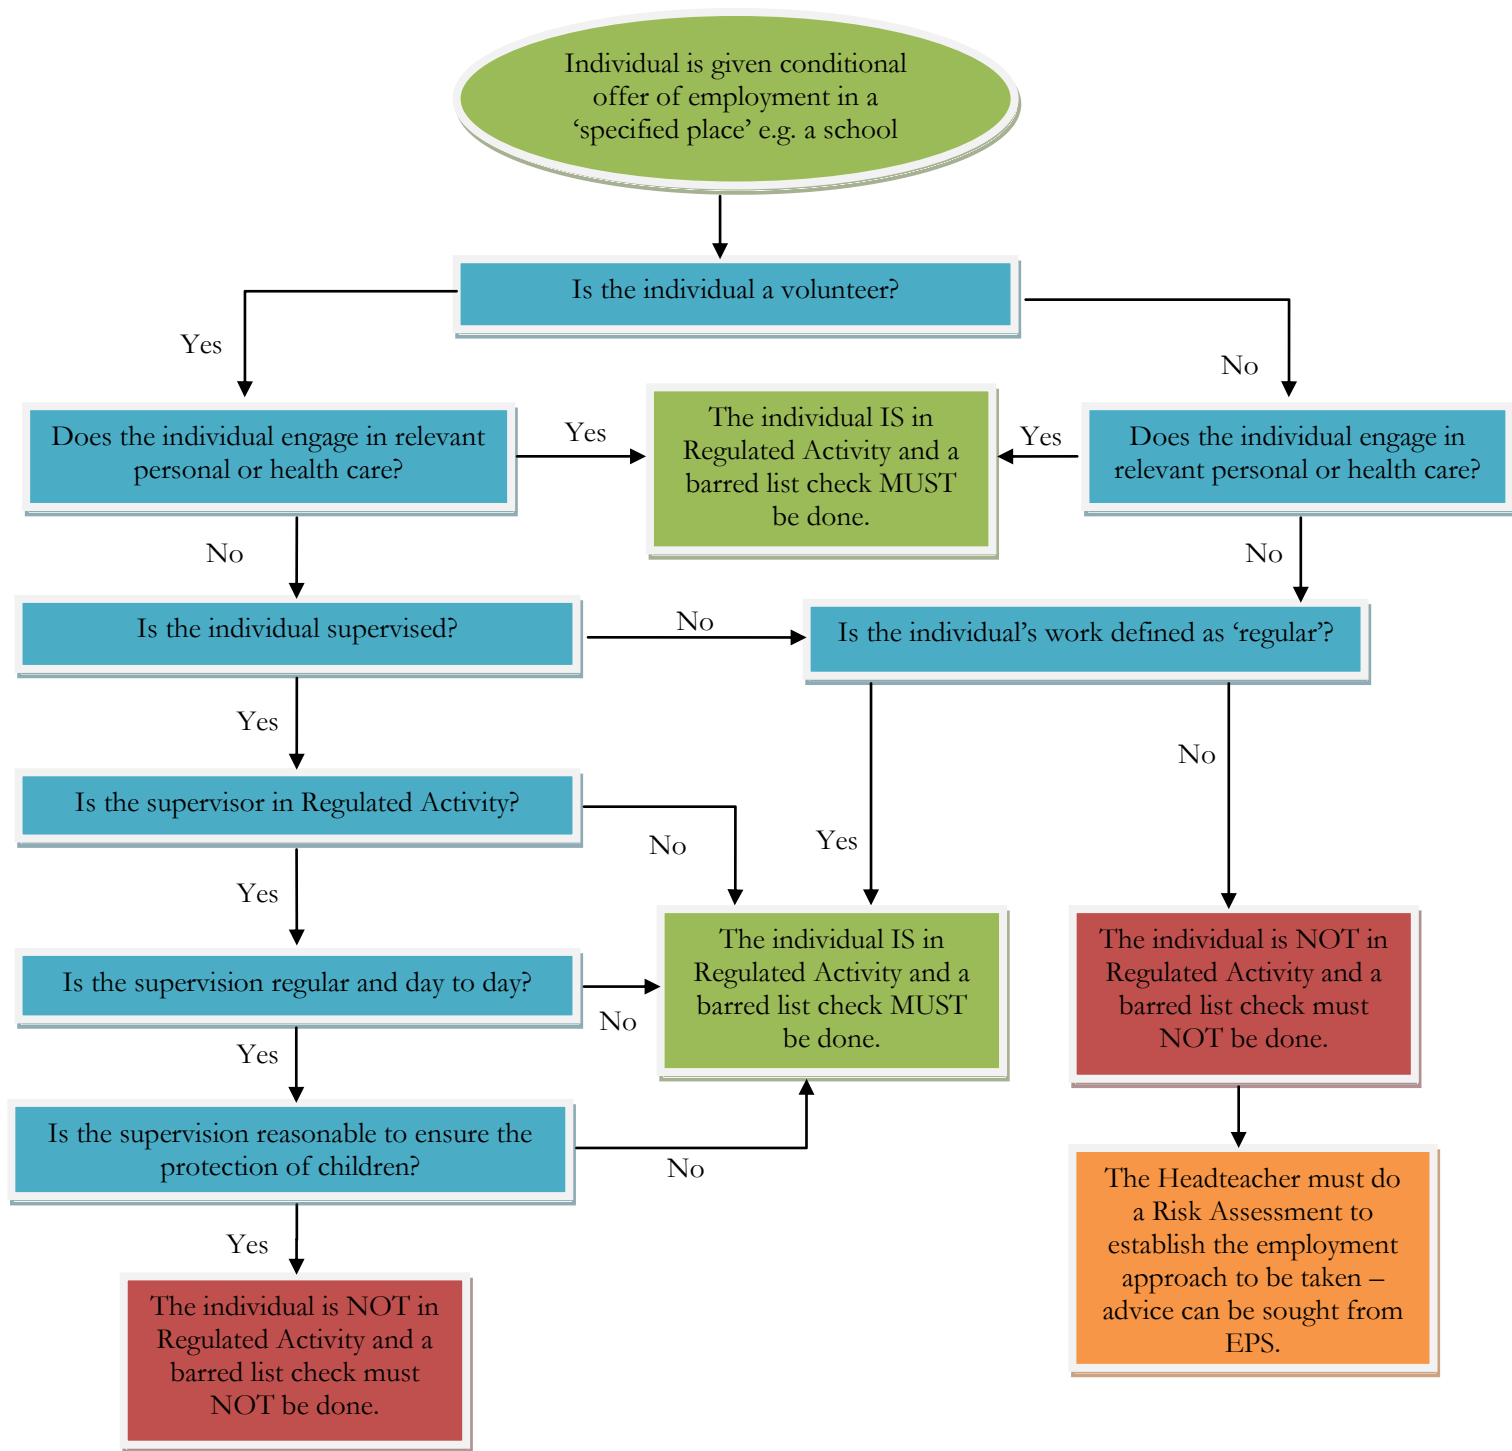 Individual is given conditional
offer of employment in a
‘specified place’ e.g. a school
Is the individual a volunteer?
Yes
No
Does the individual engage in relevant
personal or health care?
Yes
The individual IS in
Regulated Activity and a
barred list check MUST
be done.
Yes
Does the individual engage in
relevant personal or health care?
No
No
Is the individual supervised?
No
Is the individual’s work defined as ‘regular’?
Yes
No
Is the supervisor in Regulated Activity?
No
Yes
Yes
Is the supervision regular and day to day?
No
The individual IS in
Regulated Activity and a
barred list check MUST
be done.
The individual is NOT in
Regulated Activity and a
barred list check must
NOT be done.
Yes
Is the supervision reasonable to ensure the
protection of children?
No
The Headteacher must do
a Risk Assessment to
establish the employment
approach to be taken –
advice can be sought from
EPS.
Yes
The individual is NOT in
Regulated Activity and a
barred list check must
NOT be done.